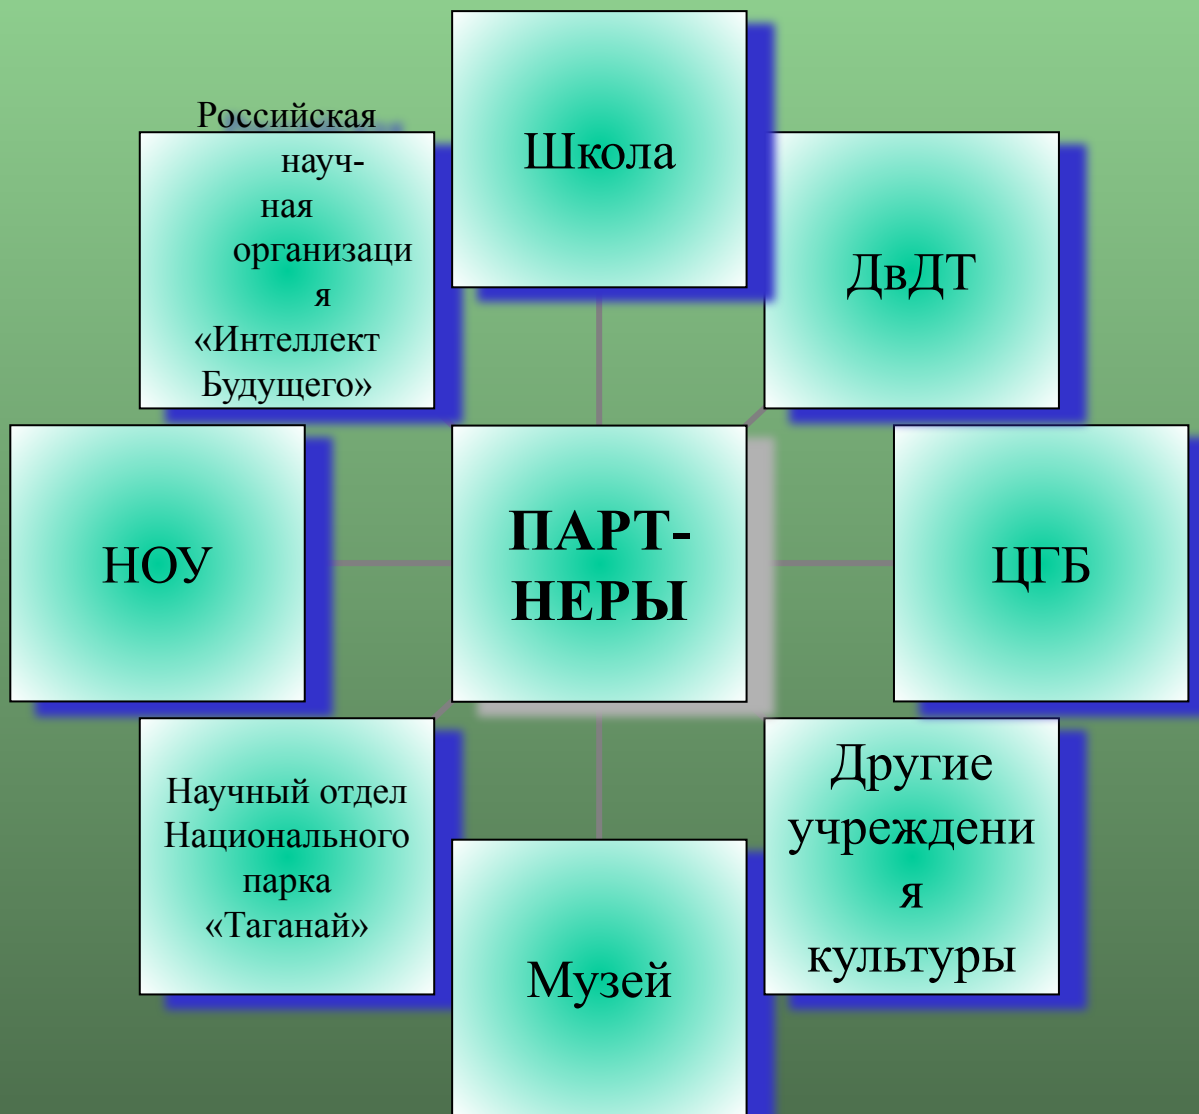 Школа
Российская
науч-
ная
организаци
я
«Интеллект
Будущего»
ДвДТ
НОУ
ПАРТ-
НЕРЫ
ЦГБ
Научный отдел
Национального
парка
«Таганай»
Музей
Другие
учреждени
я
культуры